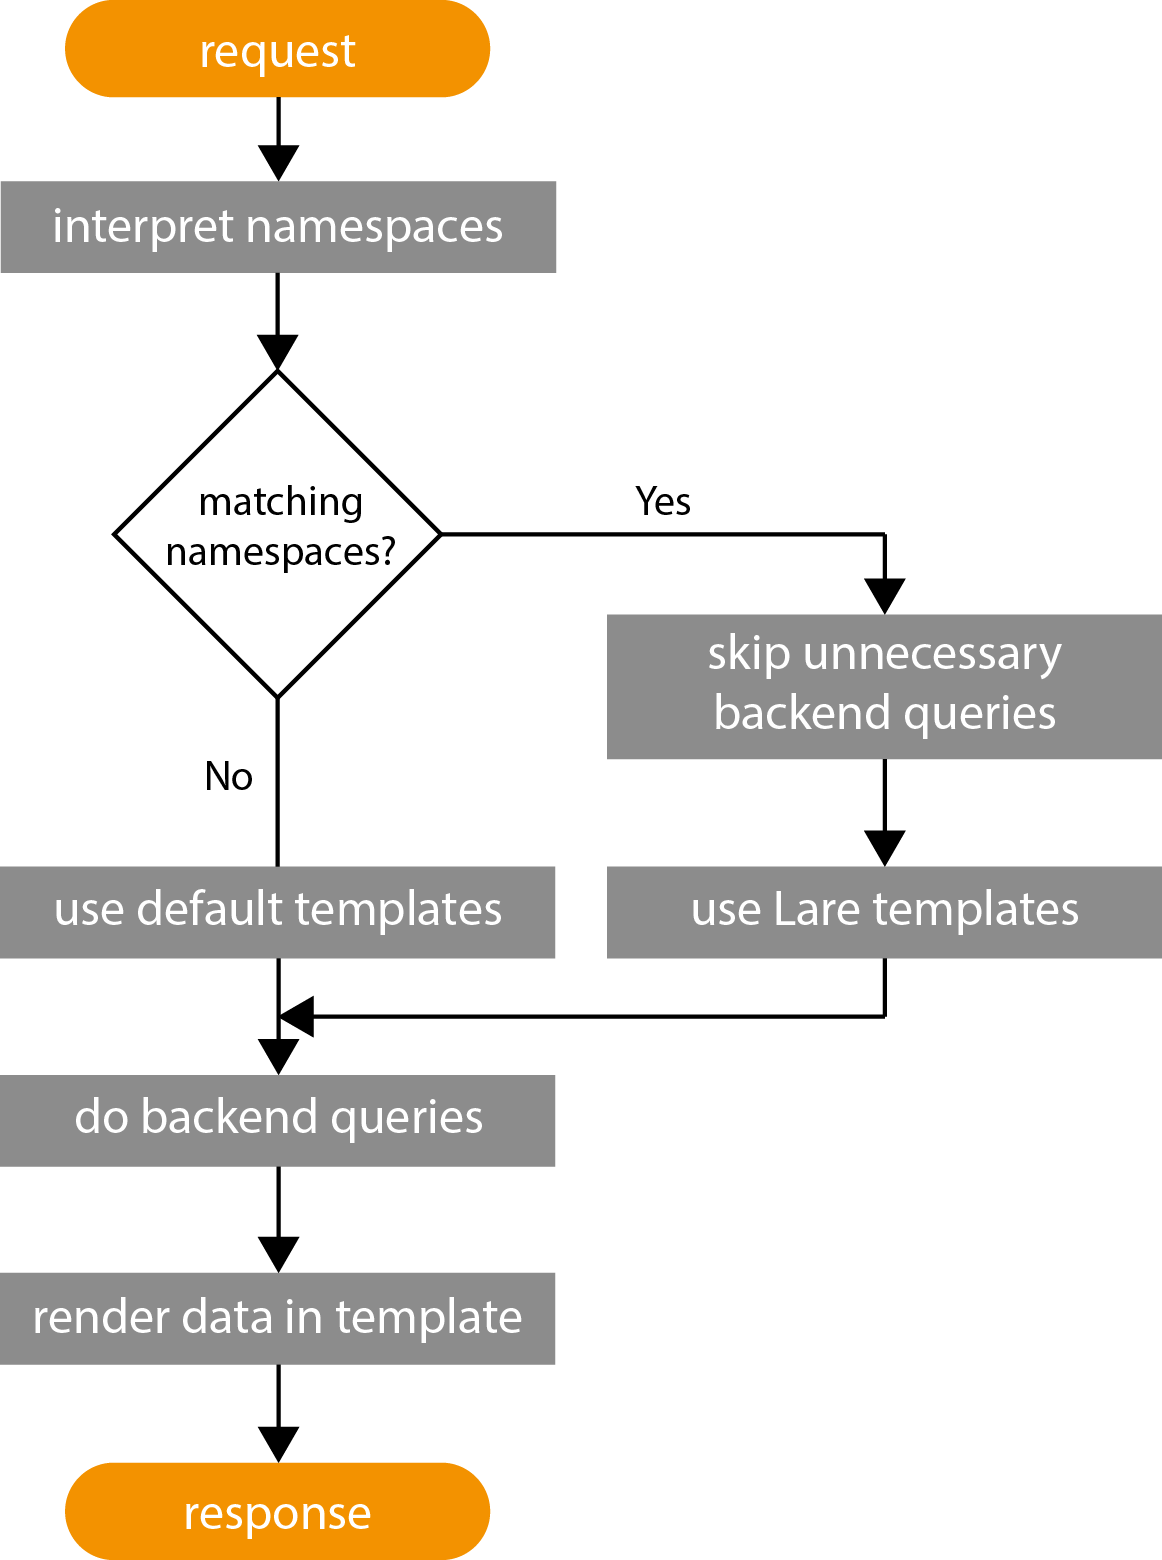 request
interpret namespaces
matching
namespaces?
Yes
skip unnecessary
backend queries
No
use default templates
use Lare templates
do backend queries
render data in template
response